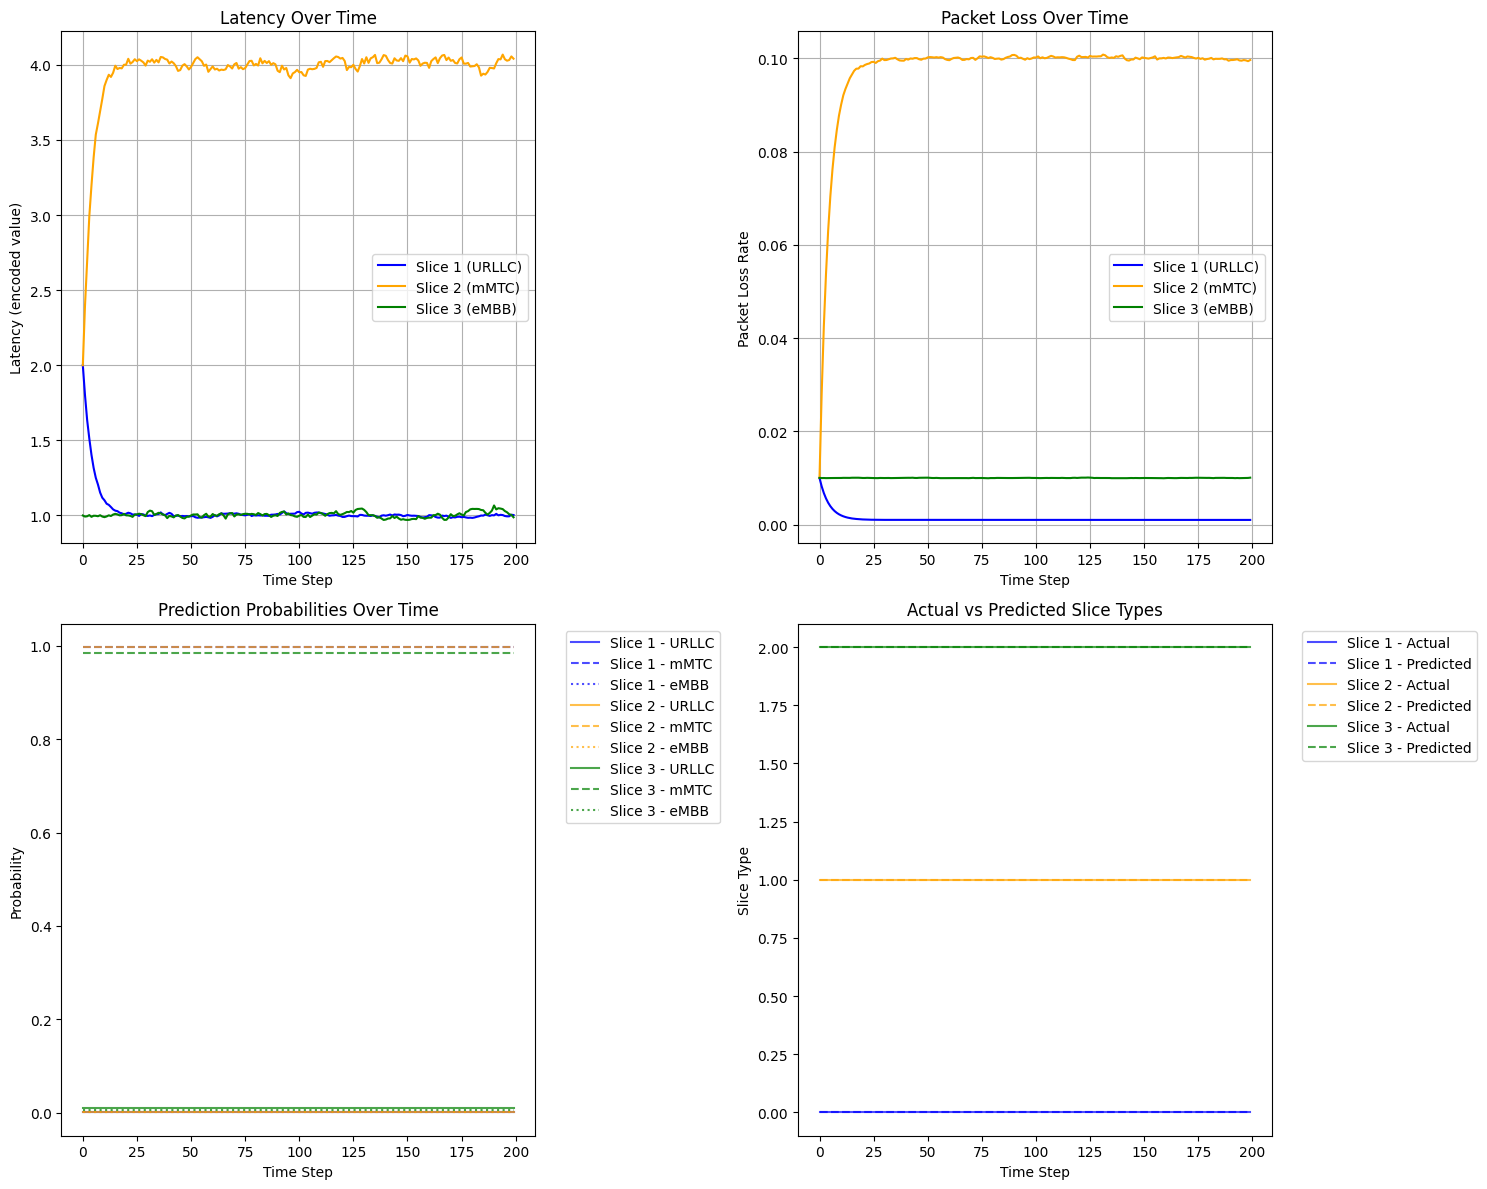 Latency Over Time
Latency (encoded value)
4.0
3.5
3.0
2.5
2.0
1.5
1.0
0 25 50 75 100 125 150 175 200
Time Step
Slice 1 (URLLC)
Slice 2 (mMTC)
Slice 3 (eMBB)
Packet Loss Over Time
Packet Loss Rate
0.10
0.08
0.06
0.04
0.02
0.00
0 25 50 75 100 125 150 175 200
Time Step
Slice 1 (URLLC)
Slice 2 (mMTC)
Slice 3 (eMBB)
Prediction Probabilities Over Time
Probability
1.0
0.8
0.6
0.4
0.2
0.0
0 25 50 75 100 125 150 175 200
Time Step
Slice 1 - URLLC
Slice 1 - mMTC
Slice 1 - eMBB
Slice 2 - URLLC
Slice 2 - mMTC
Slice 2 - eMBB
Slice 3 - URLLC
Slice 3 - mMTC
Slice 3 - eMBB
Actual vs Predicted Slice Types
Slice Type
2.00
1.75
1.50
1.25
1.00
0.75
0.50
0.25
0.00
0 25 50 75 100 125 150 175 200
Time Step
Slice 1 - Actual
Slice 1 - Predicted
Slice 2 - Actual
Slice 2 - Predicted
Slice 3 - Actual
Slice 3 - Predicted